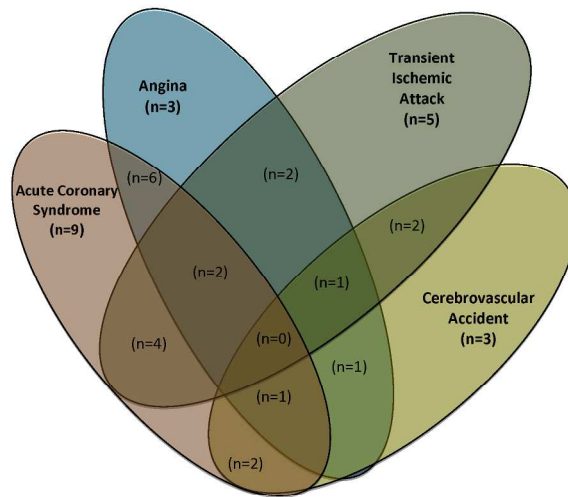 Angina
(n=3)
Transient
Ischemic
Attack
(n=5)
Acute Coronary
Syndrome
(n=9)
(n=6)
(n=2)
(n=2)
(n=2)
(n=1)
Cerebrovascular
Accident
(n=3)
(n=4)
(n=0)
(n=1)
(n=1)
(n=2)